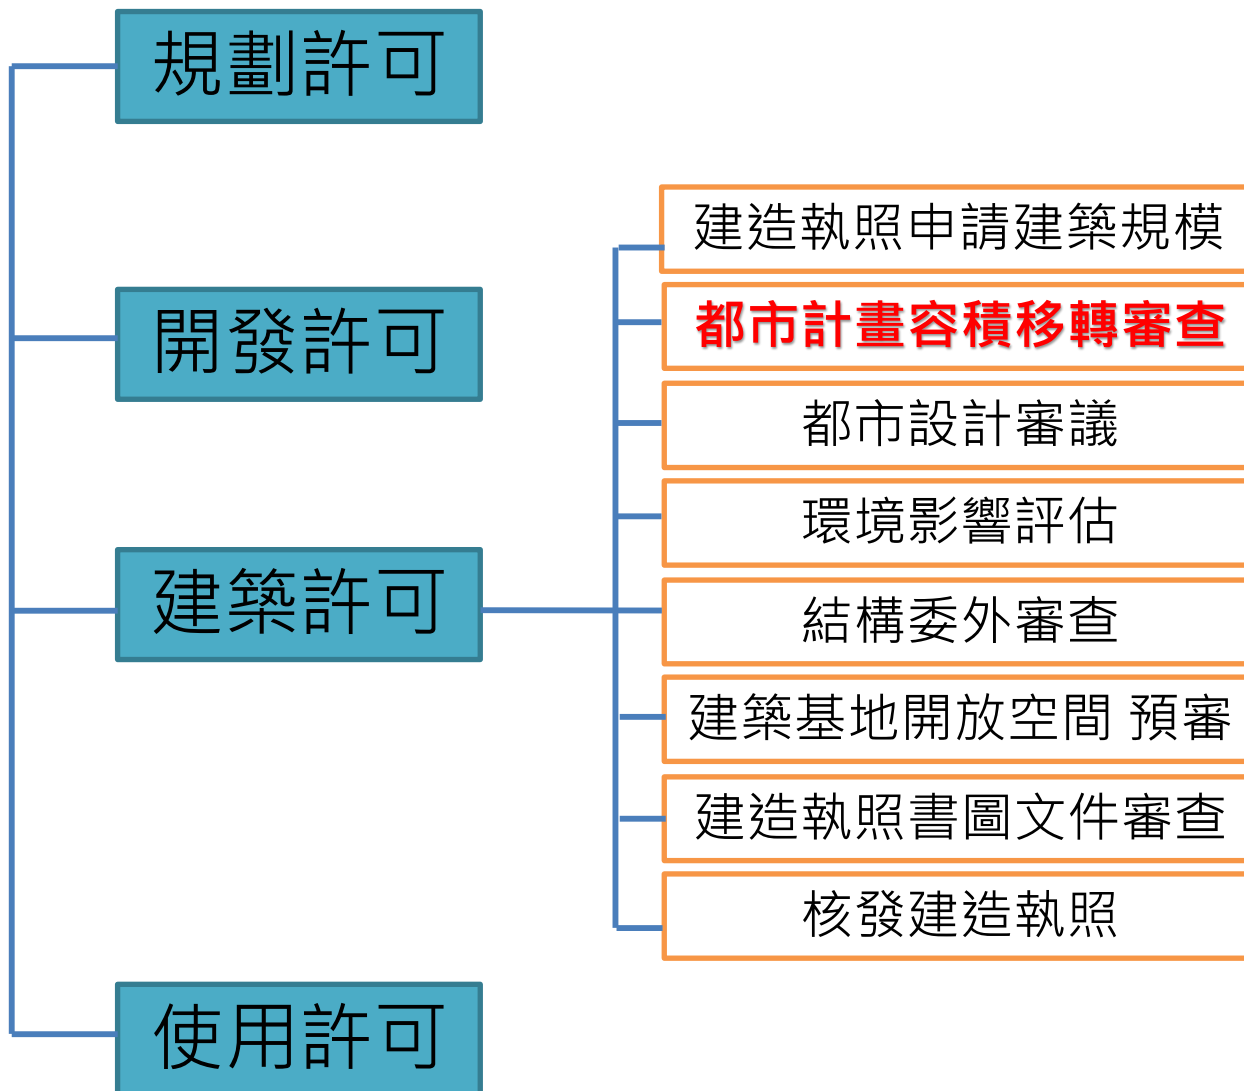 規劃許可
開發許可
建築許可
使用許可
建造執照申請建築規模
都市計畫容積移轉審查
都市設計審議
環境影響評估
結構委外審查
建築基地開放空間 預審
建造執照書圖文件審查
核發建造執照